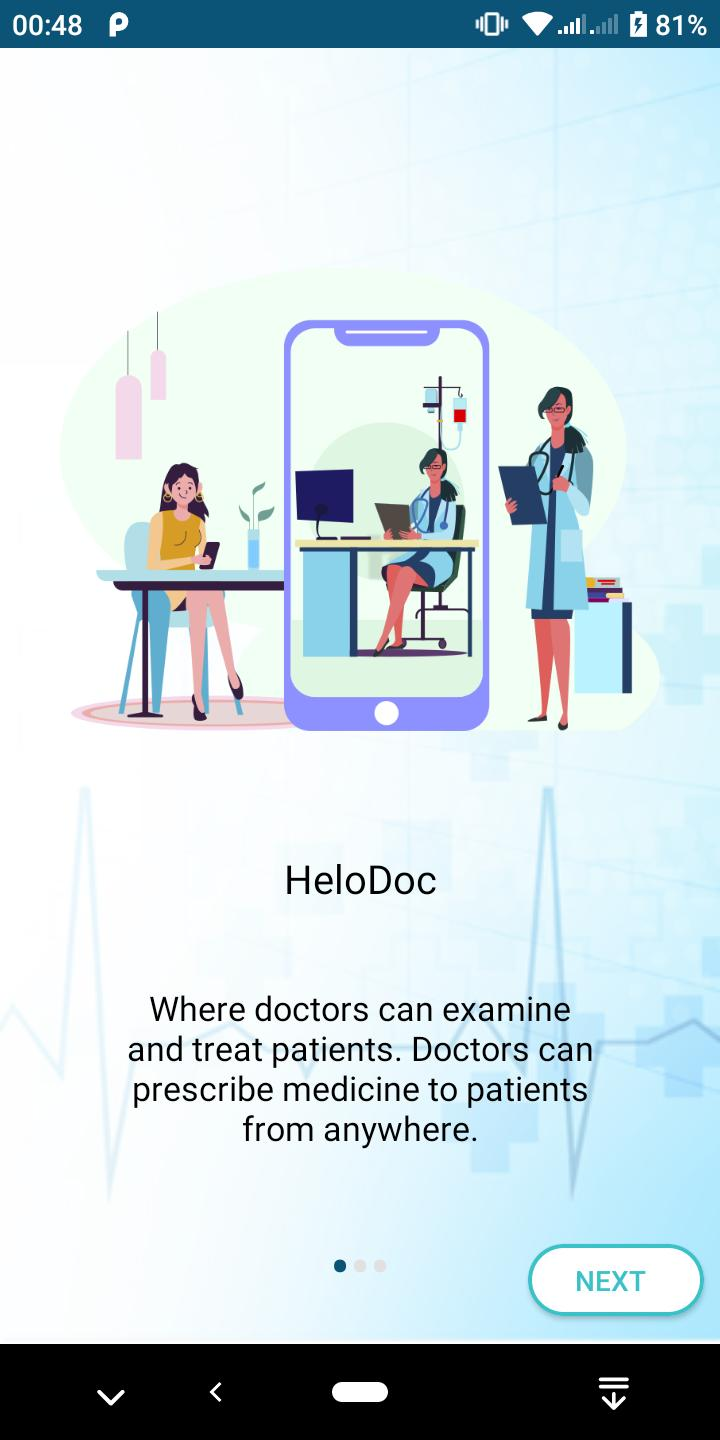 00:48
81%
HeloDoc
Where doctors can examine
and treat patients. Doctors can
prescribe medicine to patients
from anywhere.
NEXT